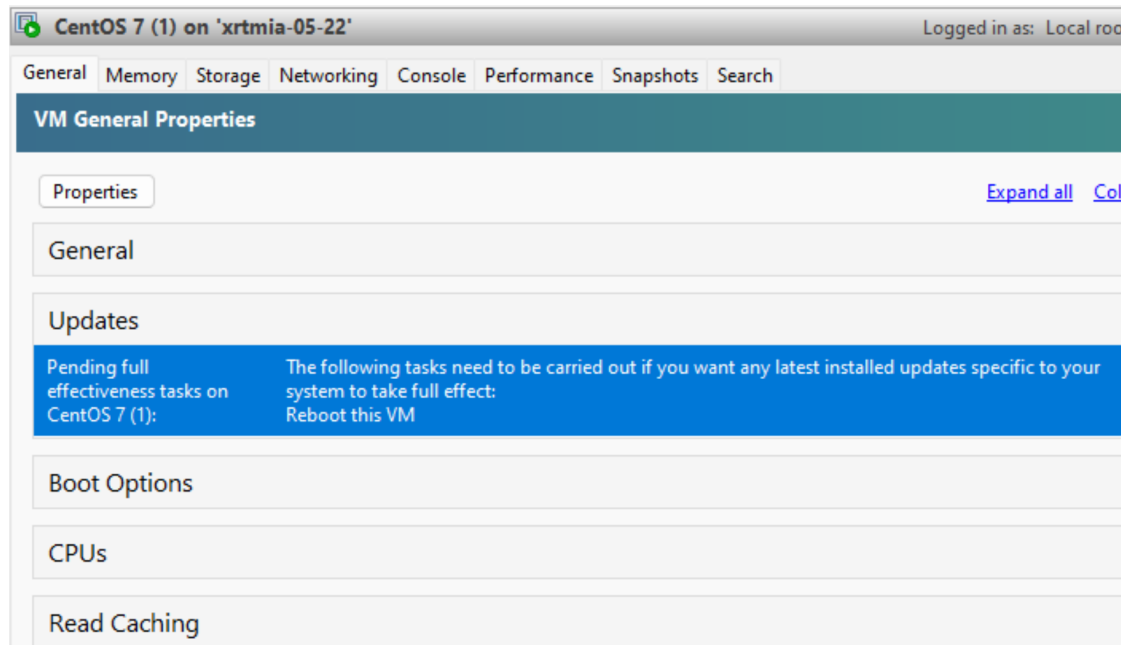 CentOS 7 (1) on 'xrtmia-05-22' Logged in as: Local
General Memory Storage Networking Console Performance Snapshots Search
VM General Properties
Properties Expand all
General
Updates
Pending full effectiveness tasks on CentOS 7 (1):
The following tasks need to be carried out if you want any latest installed updates specific to your
system to take full effect:
Reboot this VM
Boot Options
CPUs
Read Caching